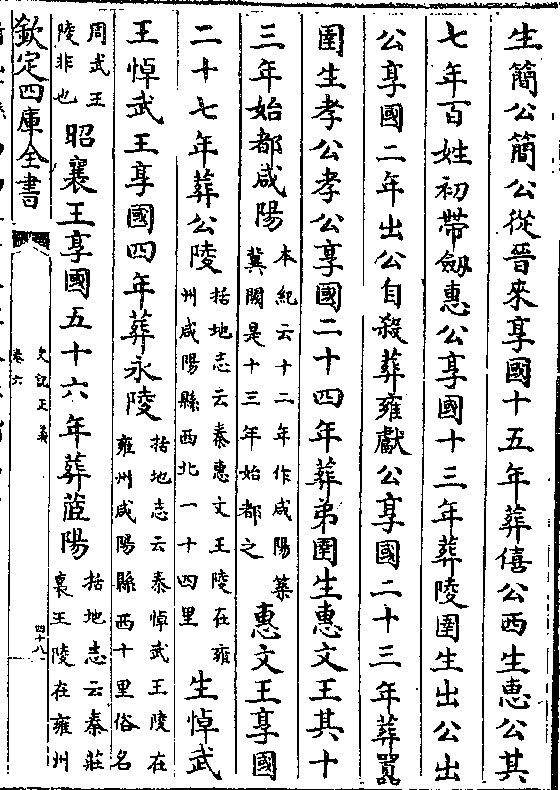 生簡公簡公從晉來享國十五年葬僖公西生惠公其
七年百姓初帶劔惠公享國十三年葬陵圉生出公出
公享國二年出公自殺葬雍獻公享國二十三年葬嚣
圉生孝公孝公享國二十四年葬弟圉生惠文王其十
三年始都咸陽
本紀云十二年作咸陽築
冀闕是十三年始都之
惠文王享國
二十七年葬公陵
括地志云秦惠文王陵在雍
州咸陽縣西北一十四里
生悼武
王悼武王享國四年葬永陵
括地志云秦悼武王陵在
雍州咸陽縣西十里俗名
周武王
陵非也
昭襄王享國五十六年葬茝陽
括地志云秦莊
襄王陵在雍州
欽定四庫全書
史記正義
卷六
四十八